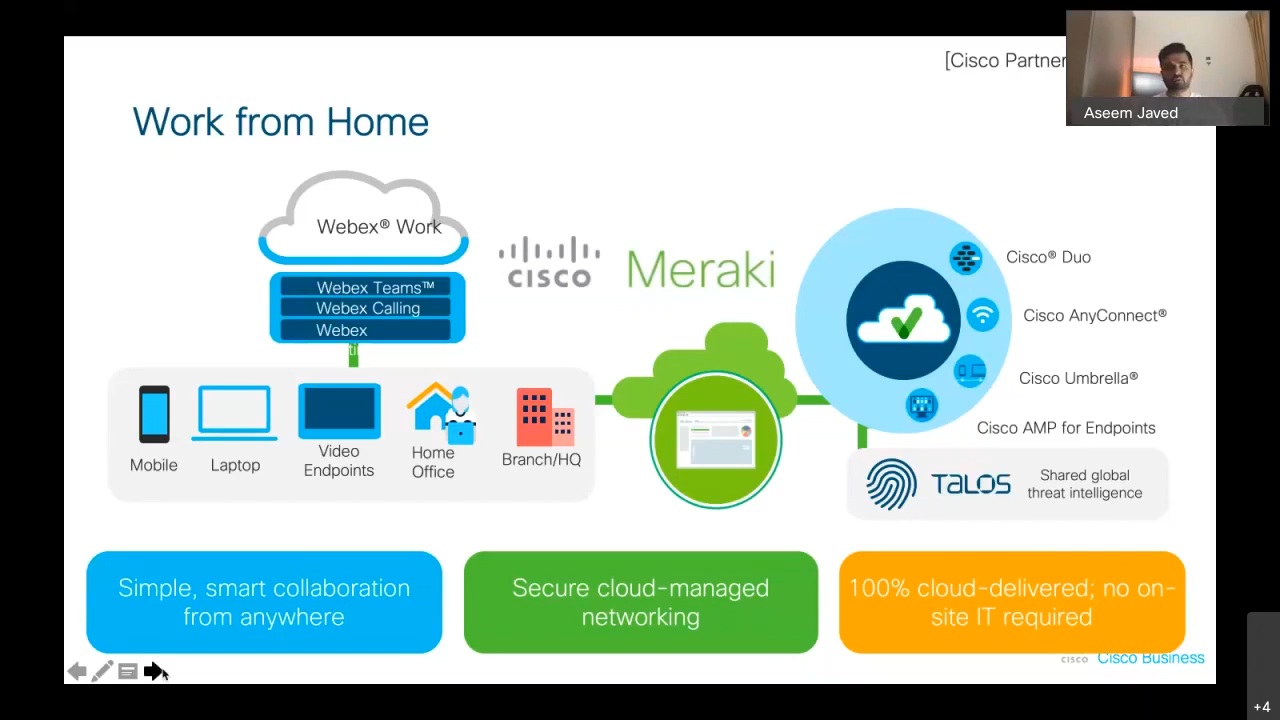 [Cisco Partner
Aseem Javed
Work from Home
Webex® Work
Webex Teams™
Webex Calling
Webex
CISCO
Meraki
Cisco® Duo
Cisco AnyConnect®
Cisco Umbrella®
Cisco AMP for Endpoints
Mobile
Laptop
Video
Endpoints
Home
Office
Branch/HQ
TALOS
Shared global
threat intelligence
Simple, smart collaboration
from anywhere
Secure cloud-managed
networking
100% cloud-delivered; no on-
site IT required
CISCO Cisco Business
+4